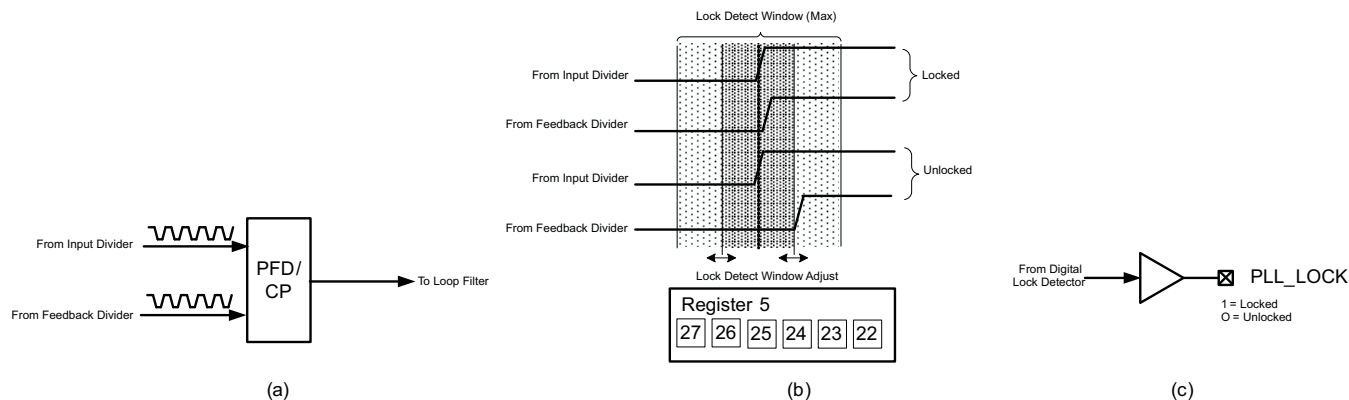 From Input Divider
From Feedback Divider
PFD/
CP
To Loop Filter
(a)
Lock Detect Window (Max)
From Input Divider
Locked
From Feedback Divider
From Input Divider
Unlocked
From Feedback Divider
Lock Detect Window Adjust
Register 5
27 26 25 24 23 22
(b)
From Digital
Lock Detector
PLL_LOCK
1 = Locked
O = Unlocked
(c)